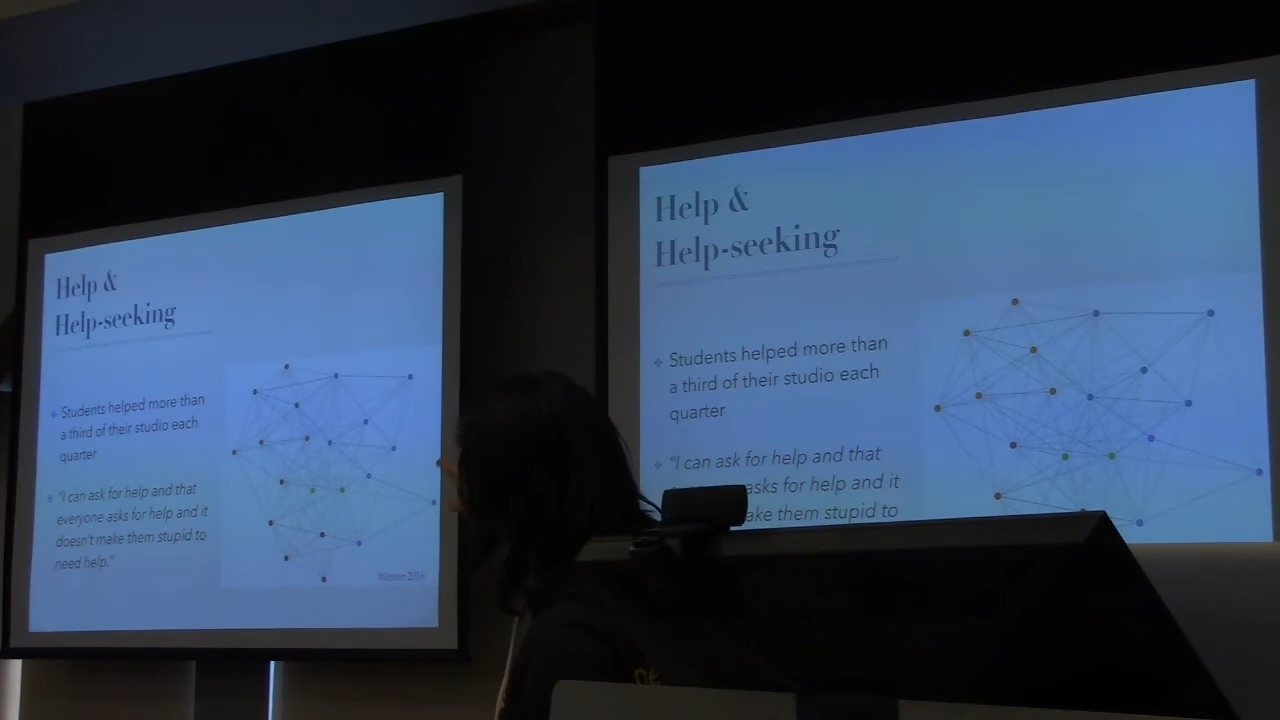 Help &
Help-seeking
Students helped more than
a third of their studio each
quarter
"I can ask for help and that
everyone asks for help and it
doesn't make them stupid to
need help."
Winter 2016
Help &
Help-seeking
Students helped more than
a third of their studio each
quarter
"I can ask for help and that
asks for help and it
ake them stupid to